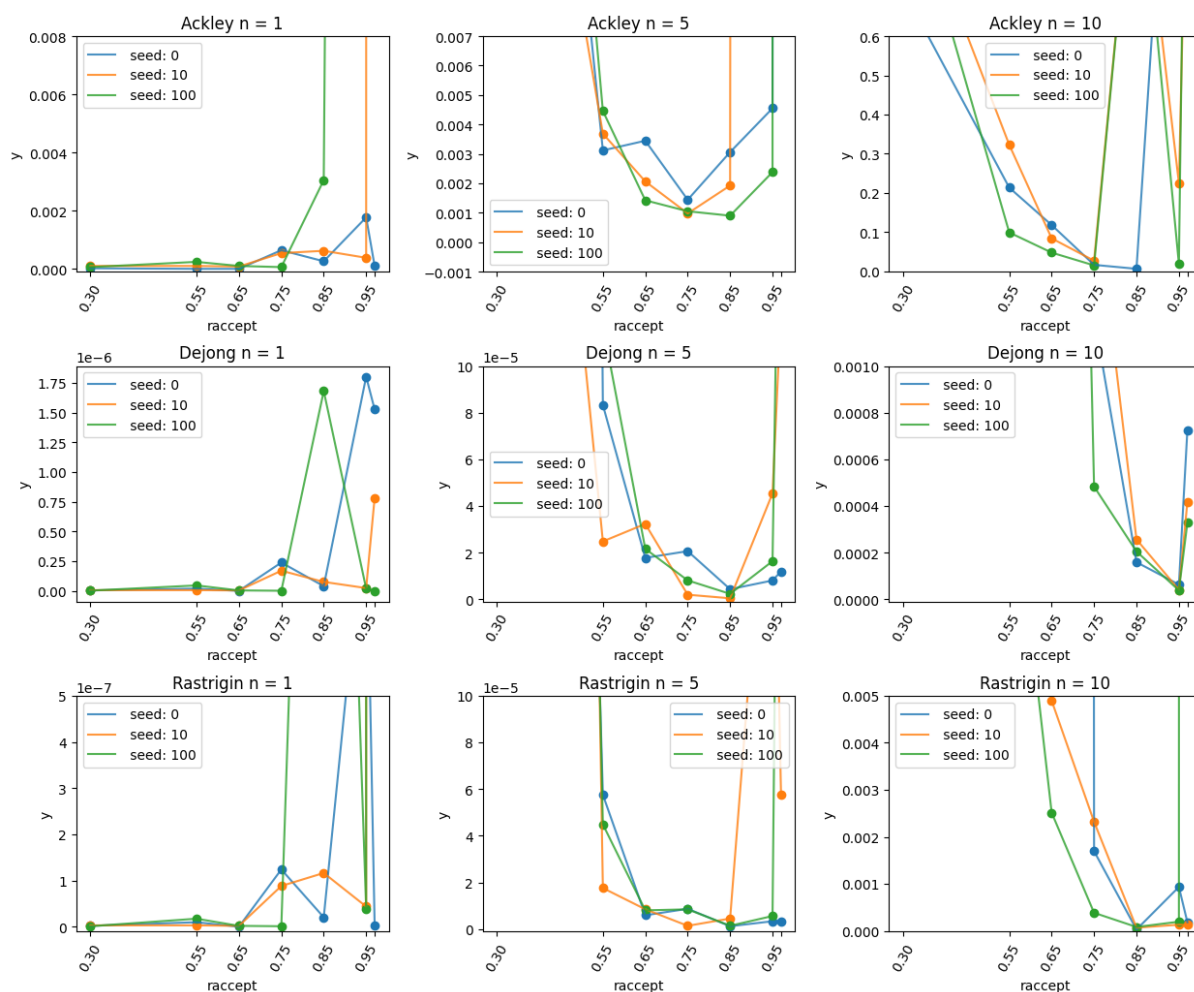 Ackley n = 1
0.008
0.006
0.004
0.002
0.000
y
seed: 0
seed: 10
seed: 100
0.30
0.55
0.65
0.75
0.85
0.95
raccept
Ackley n = 5
0.007
0.006
0.005
0.004
0.003
0.002
0.001
0.000
−0.001
y
seed: 0
seed: 10
seed: 100
0.30
0.55
0.65
0.75
0.85
0.95
raccept
Ackley n = 10
0.6
0.5
0.4
0.3
0.2
0.1
0.0
y
seed: 0
seed: 10
seed: 100
0.30
0.55
0.65
0.75
0.85
0.95
raccept
Dejong n = 1
1e−6
1.75
1.50
1.25
1.00
0.75
0.50
0.25
0.00
y
seed: 0
seed: 10
seed: 100
0.30
0.55
0.65
0.75
0.85
0.95
raccept
Dejong n = 5
1e−5
10
8
6
4
2
0
y
seed: 0
seed: 10
seed: 100
0.30
0.55
0.65
0.75
0.85
0.95
raccept
Dejong n = 10
0.0010
0.0008
0.0006
0.0004
0.0002
0.0000
y
seed: 0
seed: 10
seed: 100
0.30
0.55
0.65
0.75
0.85
0.95
raccept
Rastrigin n = 1
1e−7
5
4
3
2
1
0
y
seed: 0
seed: 10
seed: 100
0.30
0.55
0.65
0.75
0.85
0.95
raccept
Rastrigin n = 5
1e−5
10
8
6
4
2
0
y
seed: 0
seed: 10
seed: 100
0.30
0.55
0.65
0.75
0.85
0.95
raccept
Rastrigin n = 10
0.005
0.004
0.003
0.002
0.001
0.000
y
seed: 0
seed: 10
seed: 100
0.30
0.55
0.65
0.75
0.85
0.95
raccept